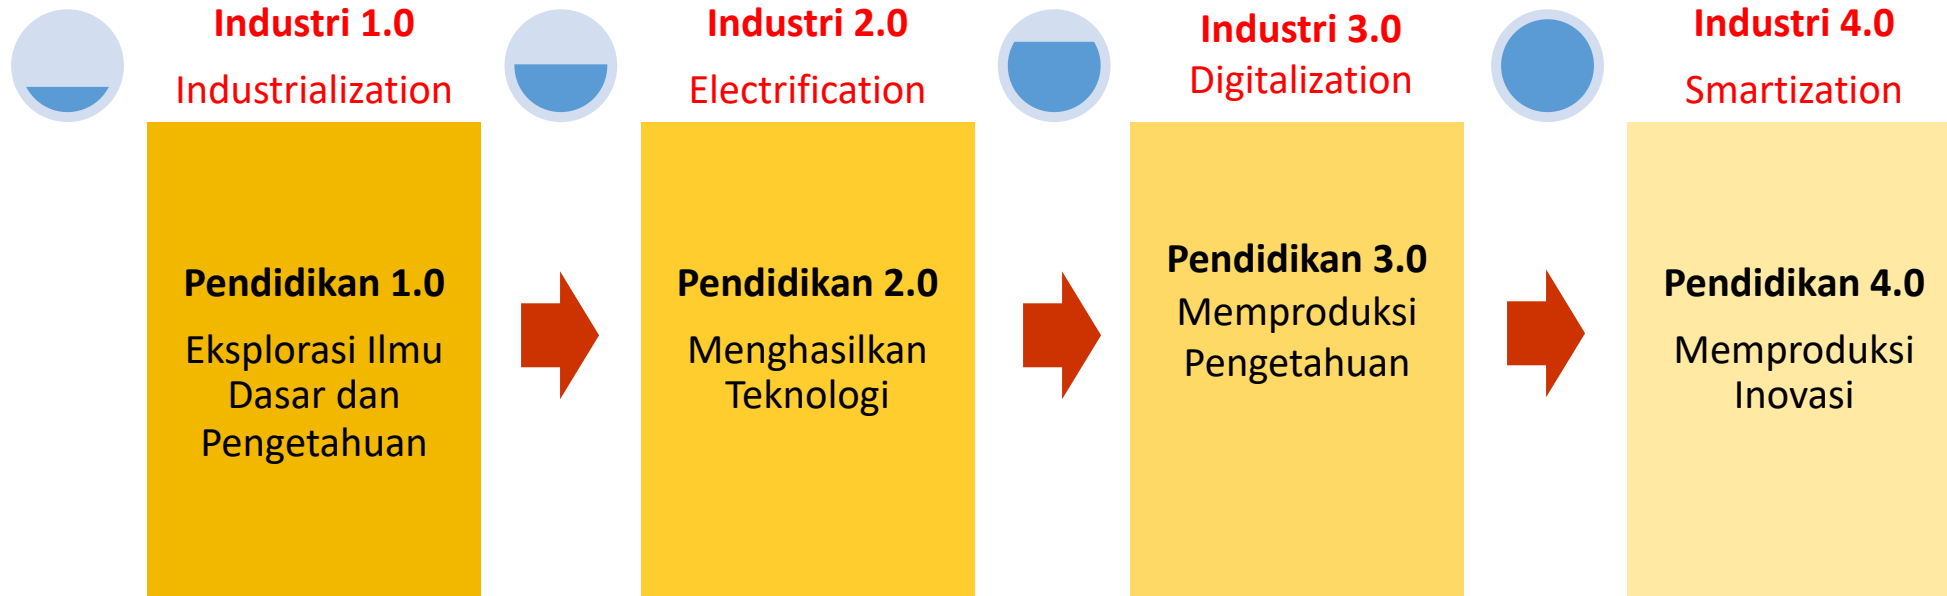 Industri 1.0
Industrialization
Pendidikan 1.0
Eksplorasi Ilmu
Dasar dan
Pengetahuan
Industri 2.0
Electrification
Pendidikan 2.0
Menghasilkan
Teknologi
Industri 3.0
Digitalization
Pendidikan 3.0
Memproduksi
Pengetahuan
Industri 4.0
Smartization
Pendidikan 4.0
Memproduksi
Inovasi